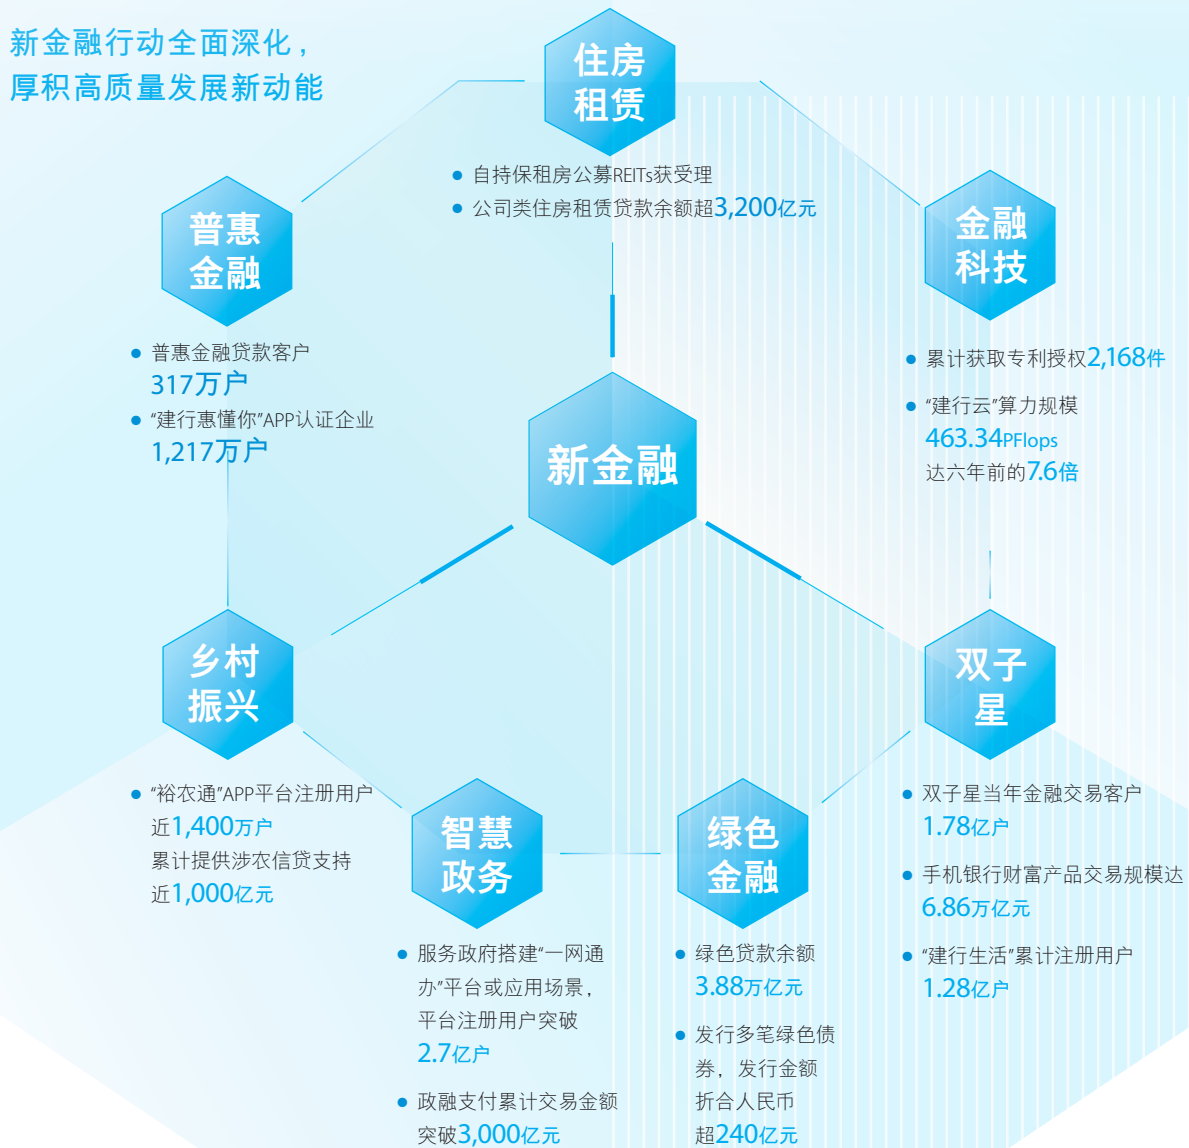 新金融行动全面深化，
厚积高质量发展新动能
住房
租赁
● 自持保租房公募REITs获受理
● 公司类住房租赁贷款余额超3,200亿元
普惠
金融
● 普惠金融贷款客户
317万户
● “建行惠懂你”APP认证企业
1,217万户
金融
科技
● 累计获取专利授权2,168件
● “建行云”算力规模
463.34PFlops
达六年前的7.6倍
新金融
乡村
振兴
● “裕农通”APP平台注册用户
近1,400万户
累计提供涉农信贷支持
近1,000亿元
双子
星
● 双子星当年金融交易客户
1.78亿户
● 手机银行财富产品交易规模达
6.86万亿元
● “建行生活”累计注册用户
1.28亿户
智慧
政务
● 服务政府搭建“一网通
办”平台或应用场景，
平台注册用户突破
2.7亿户
● 政融支付累计交易金额
突破3,000亿元
绿色
金融
● 绿色贷款余额
3.88万亿元
● 发行多笔绿色债
券，发行金额
折合人民币
超240亿元